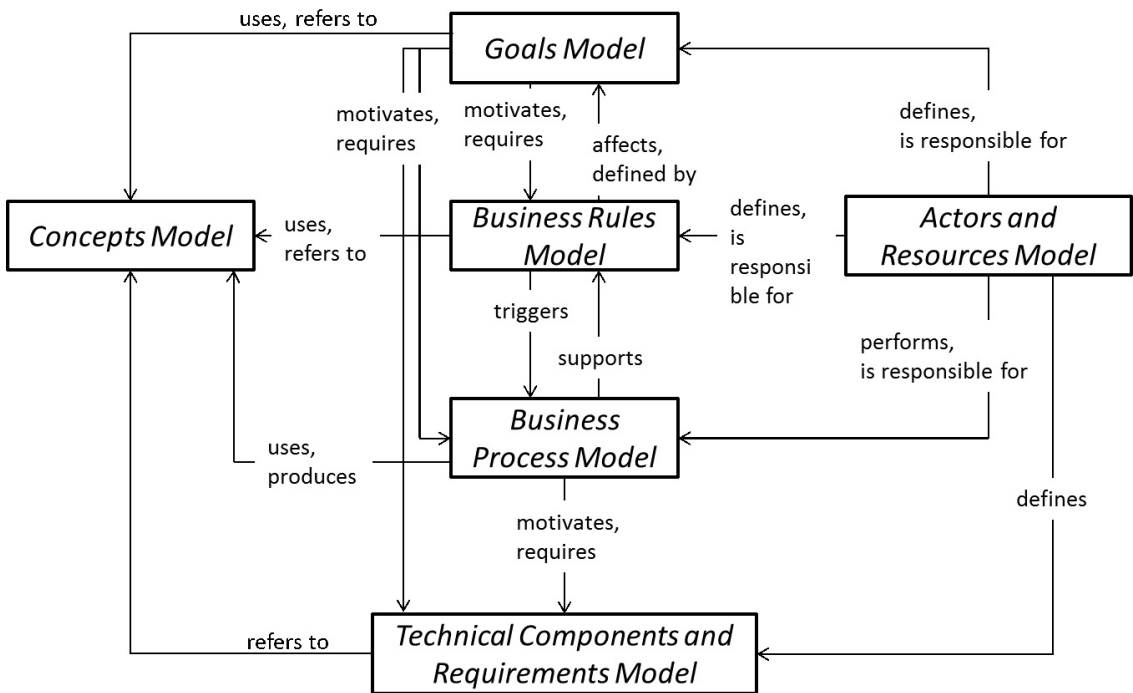 uses, refers to
Goals Model
motivates,
requires
motivates,
requires
affects,
defined by
defines,
is responsible for
Concepts Model
uses,
refers to
Business Rules
Model
defines,
is
responsi
ble for
Actors and
Resources Model
triggers
supports
performs,
is responsible for
Business
Process Model
uses,
produces
motivates,
requires
defines
refers to
Technical Components and
Requirements Model